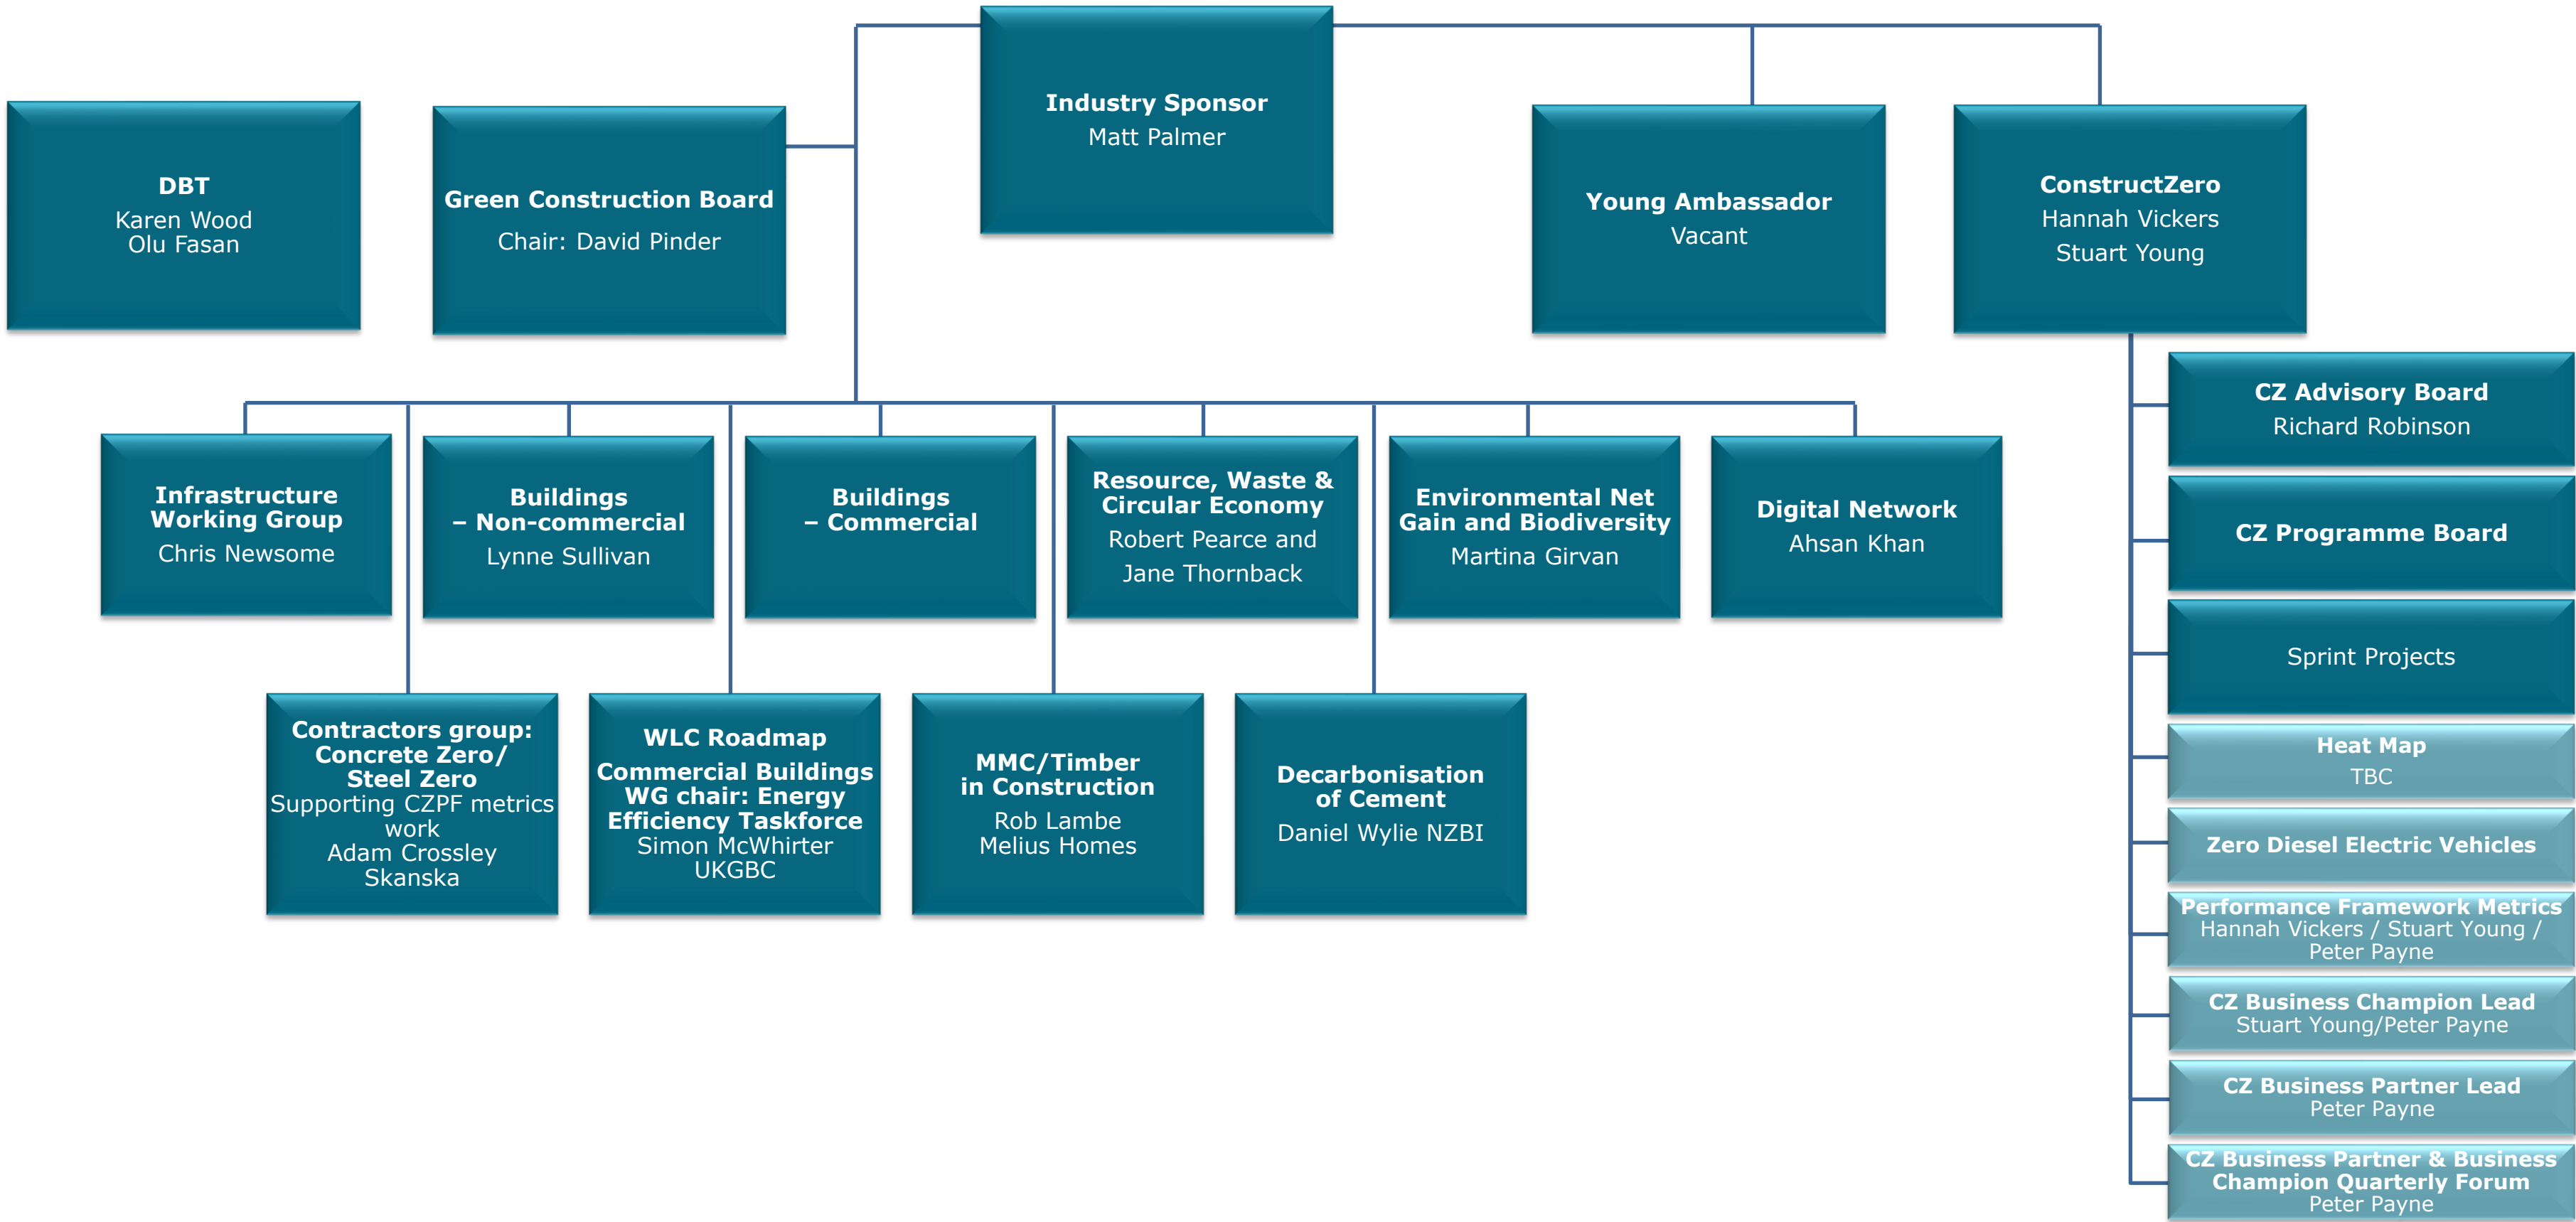 Industry Sponsor
Matt Palmer
DBT
Karen Wood
Olu Fasan
Green Construction Board
Chair: David Pinder
Young Ambassador
Vacant
ConstructZero
Hannah Vickers
Stuart Young
Infrastructure
Working Group
Chris Newsome
Buildings
– Non-commercial
Lynne Sullivan
Buildings
– Commercial
Resource, Waste &
Circular Economy
Robert Pearce and
Jane Thornback
Environmental Net
Gain and Biodiversity
Martina Girvan
Digital Network
Ahsan Khan
Contractors group:
Concrete Zero/
Steel Zero
Supporting CZPF metrics
work
Adam Crossley
Skanska
WLC Roadmap
Commercial Buildings
WG chair: Energy
Efficiency Taskforce
Simon McWhirter
UKGBC
MMC/Timber
in Construction
Rob Lambe
Melius Homes
Decarbonisation
of Cement
Daniel Wylie NZBI
CZ Advisory Board
Richard Robinson
CZ Programme Board
Sprint Projects
Heat Map
TBC
Zero Diesel Electric Vehicles
Performance Framework Metrics
Hannah Vickers / Stuart Young /
Peter Payne
CZ Business Champion Lead
Stuart Young/Peter Payne
CZ Business Partner Lead
Peter Payne
CZ Business Partner & Business
Champion Quarterly Forum
Peter Payne